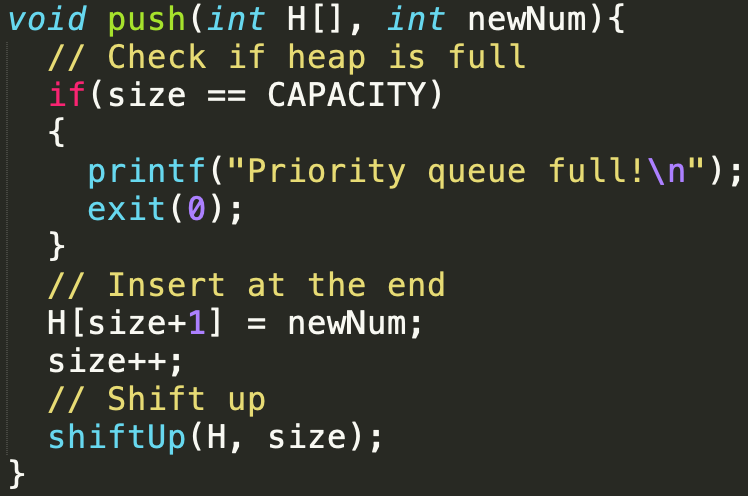 void push(int H[], int newNum){
  // Check if heap is full
  if(size == CAPACITY)
  {
    printf("Priority queue full!\n");
    exit(0);
  }
  // Insert at the end
  H[size+1] = newNum;
  size++;
  // Shift up
  shiftUp(H, size);
}